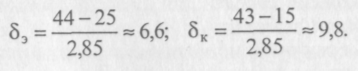 δэ = (44 – 25)/2,85 ≈ 6,6; δк = (43 – 15)/2,85 ≈ 9,8.